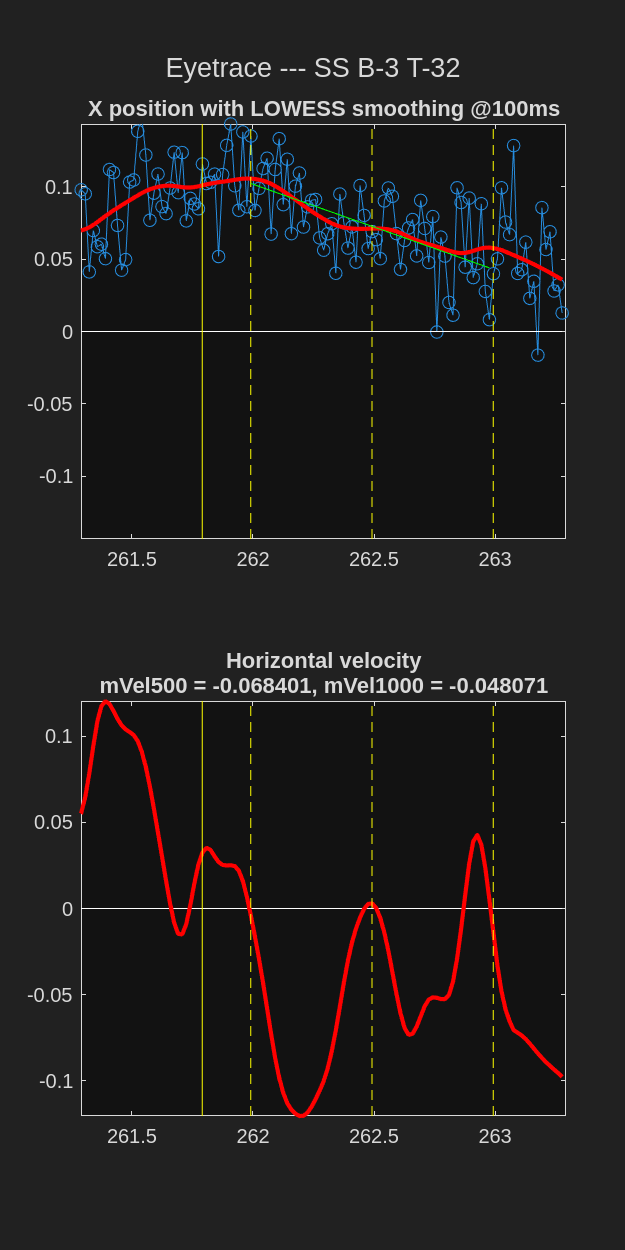 Eyetrace --- SS B-3 T-32
X position with LOWESS smoothing @100ms
0.1
0.05
0
-0.05
-0.1
261.5 262 262.5 263
Horizontal velocity
mVel500 = -0.068401, mVel1000 = -0.048071
0.1
0.05
0
-0.05
-0.1
261.5 262 262.5 263